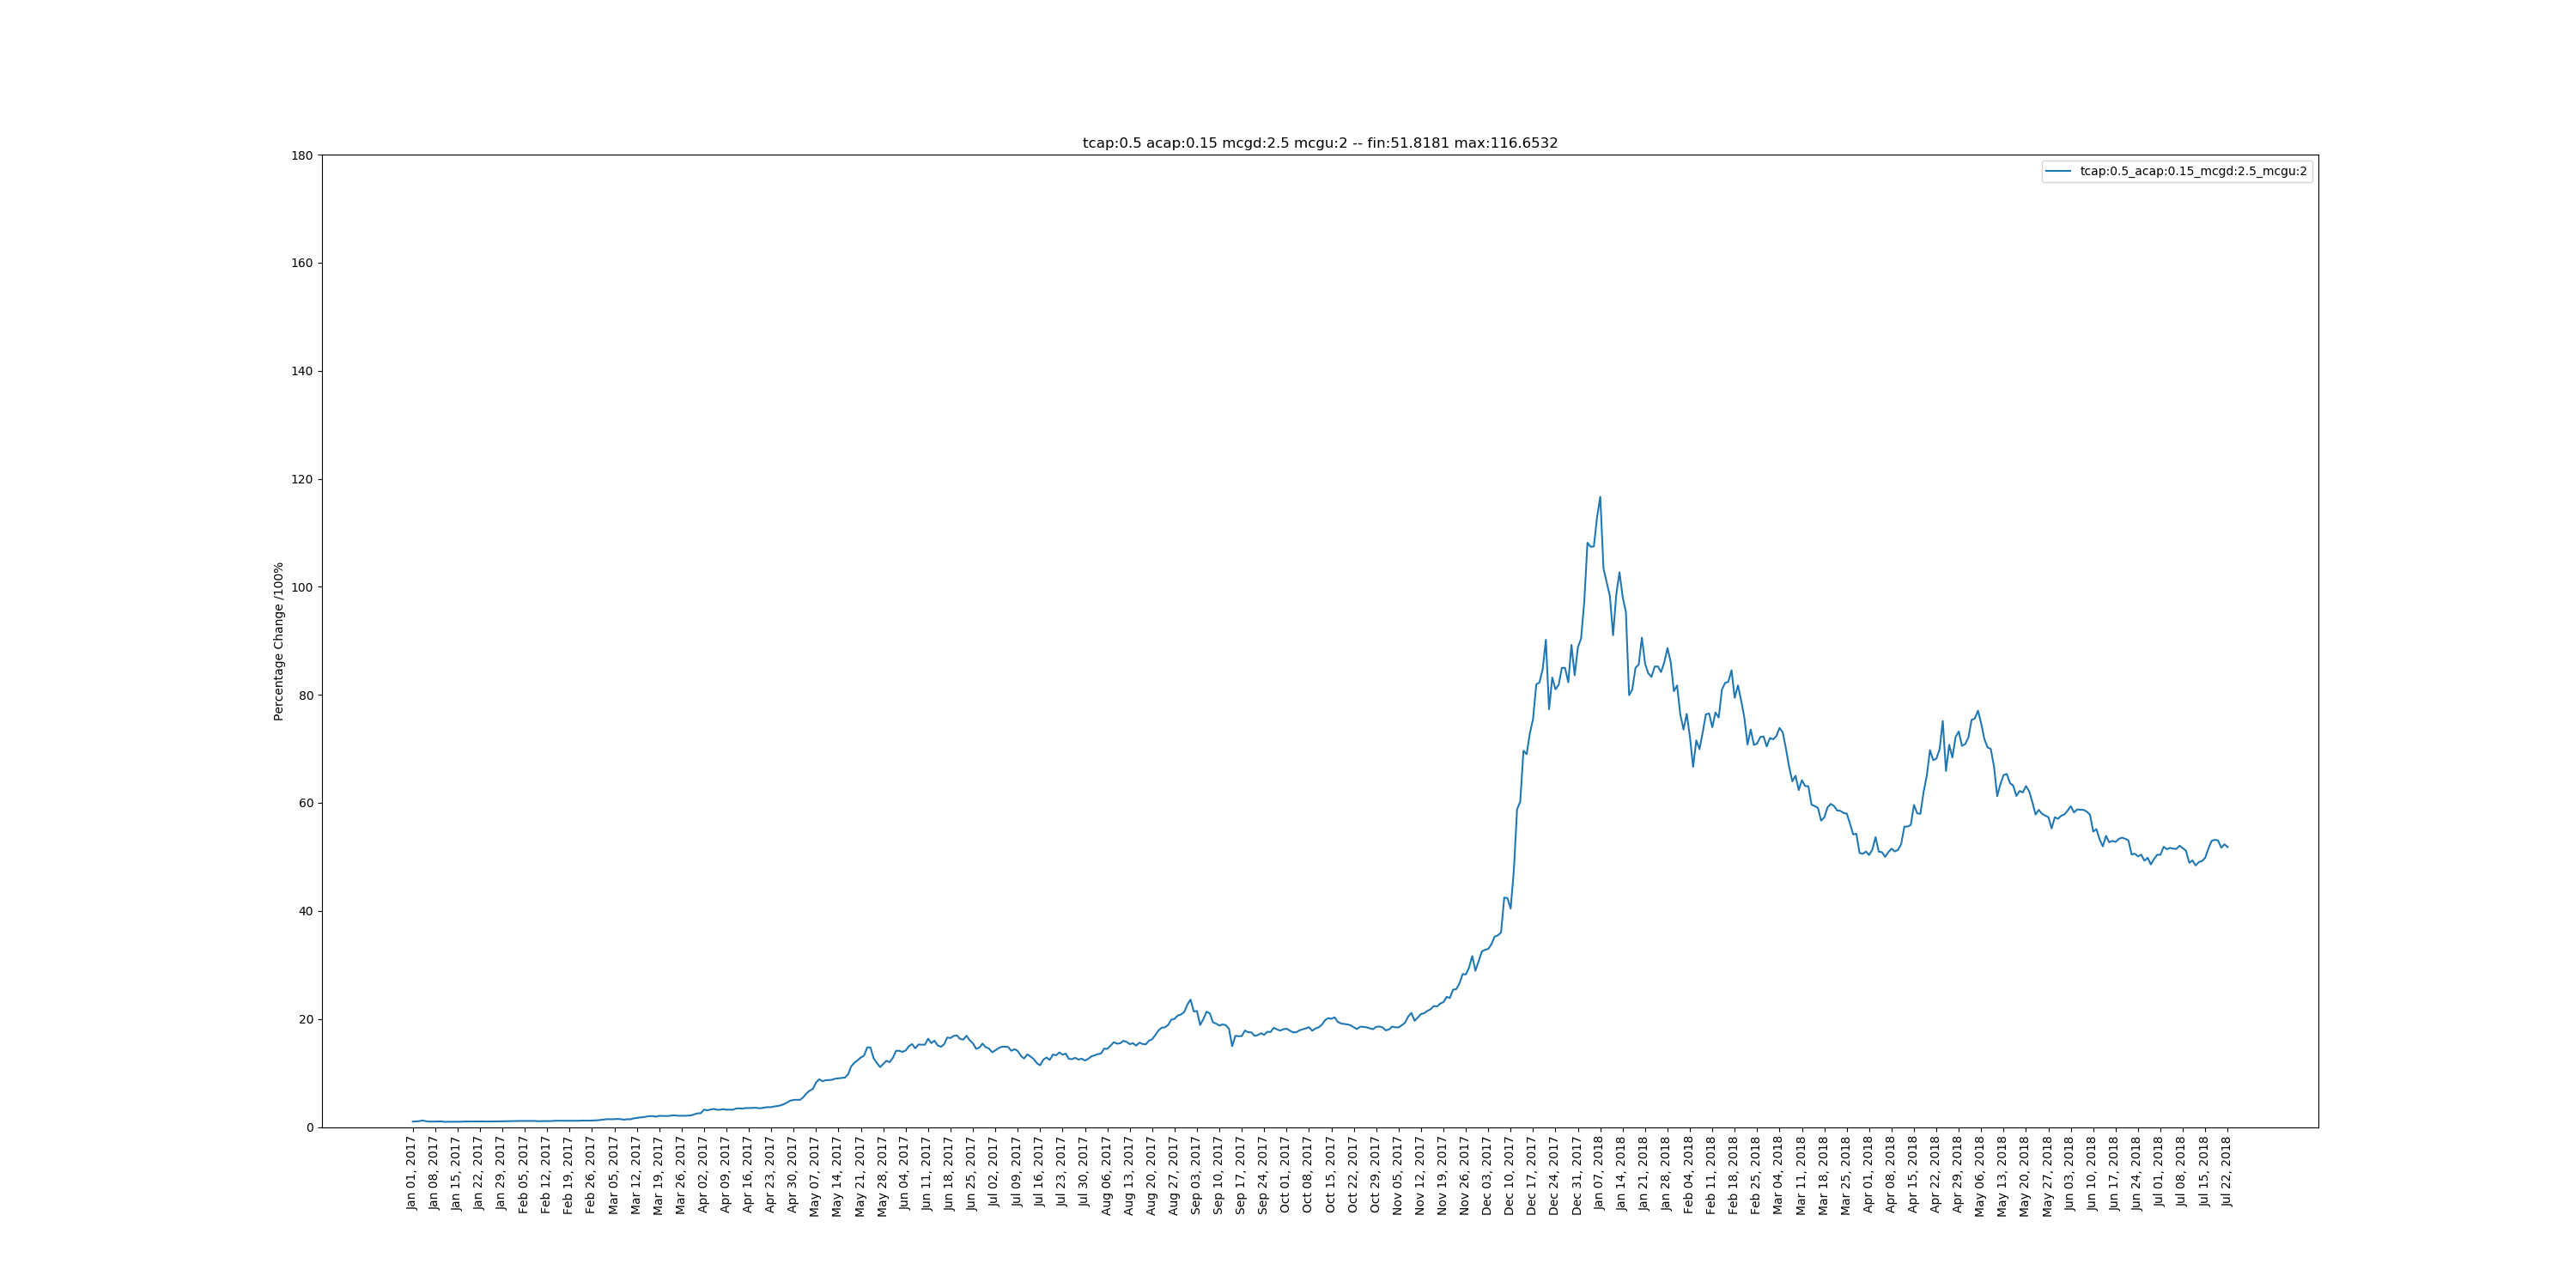 tcap:0.5 acap:0.15 mcgd:2.5 mcgu:2 -- fin:51.8181 max:116.6532
tcap:0.5_acap:0.15_mcgd:2.5_mcgu:2
Percentage Change /100%
180
160
140
120
100
80
60
40
20
0
Jan 01, 2017
Jan 08, 2017
Jan 15, 2017
Jan 22, 2017
Jan 29, 2017
Feb 05, 2017
Feb 12, 2017
Feb 19, 2017
Feb 26, 2017
Mar 05, 2017
Mar 12, 2017
Mar 19, 2017
Mar 26, 2017
Apr 02, 2017
Apr 09, 2017
Apr 16, 2017
Apr 23, 2017
Apr 30, 2017
May 07, 2017
May 14, 2017
May 21, 2017
May 28, 2017
Jun 04, 2017
Jun 11, 2017
Jun 18, 2017
Jun 25, 2017
Jul 02, 2017
Jul 09, 2017
Jul 16, 2017
Jul 23, 2017
Jul 30, 2017
Aug 06, 2017
Aug 13, 2017
Aug 20, 2017
Aug 27, 2017
Sep 03, 2017
Sep 10, 2017
Sep 17, 2017
Sep 24, 2017
Oct 01, 2017
Oct 08, 2017
Oct 15, 2017
Oct 22, 2017
Oct 29, 2017
Nov 05, 2017
Nov 12, 2017
Nov 19, 2017
Nov 26, 2017
Dec 03, 2017
Dec 10, 2017
Dec 17, 2017
Dec 24, 2017
Dec 31, 2017
Jan 07, 2018
Jan 14, 2018
Jan 21, 2018
Jan 28, 2018
Feb 04, 2018
Feb 11, 2018
Feb 18, 2018
Feb 25, 2018
Mar 04, 2018
Mar 11, 2018
Mar 18, 2018
Mar 25, 2018
Apr 01, 2018
Apr 08, 2018
Apr 15, 2018
Apr 22, 2018
Apr 29, 2018
May 06, 2018
May 13, 2018
May 20, 2018
May 27, 2018
Jun 03, 2018
Jun 10, 2018
Jun 17, 2018
Jun 24, 2018
Jul 01, 2018
Jul 08, 2018
Jul 15, 2018
Jul 22, 2018